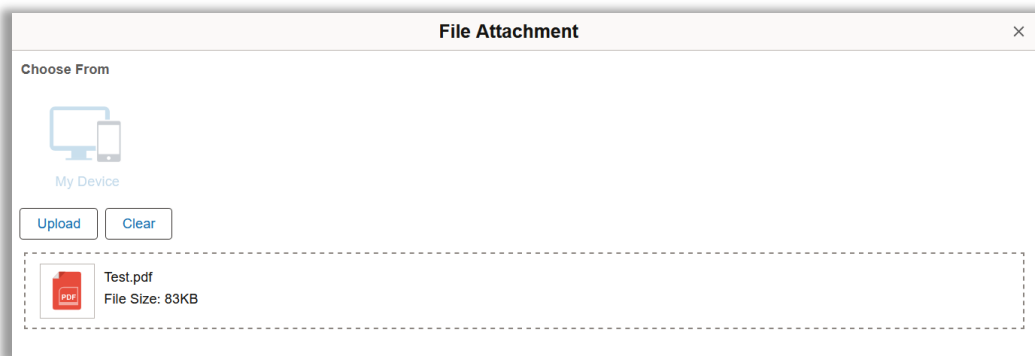 File Attachment
Choose From
My Device
Upload Clear
PDF
Test.pdf
File Size: 83KB